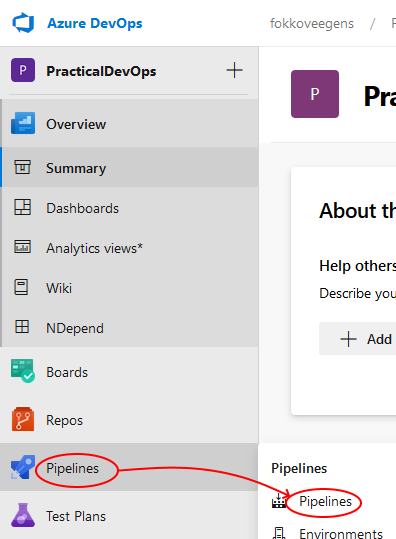 Azure DevOps
fokkoveegens /
P PracticalDevOps
P
Overview
Summary
Dashboards
About th
Analytics views*
Help others
Wiki
Describe you
NDepend
Add
Boards
Repos
Pipelines
Pipelines
Pipelines
Test Plans
Environments